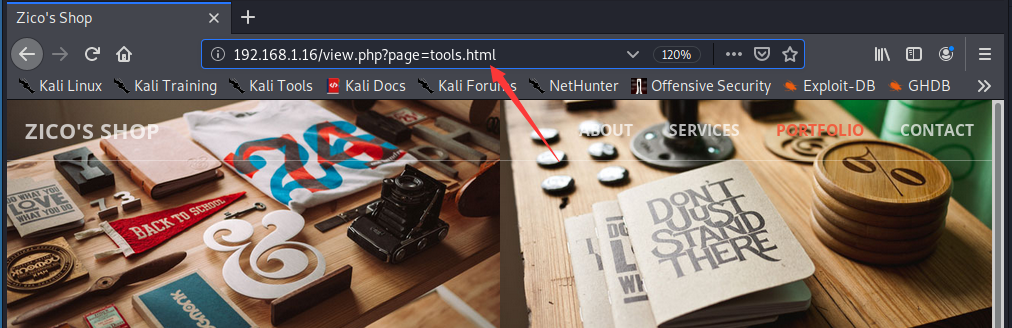 Zico's Shop
192.168.1.16/view.php?page=tools.html
120%
Kali Linux
Kali Training
Kali Tools
Kali Docs
Kali Forums
NetHunter
Offensive Security
Exploit-DB
GHDB
ZICO'S SHOP
ABOUT
SERVICES
PORTFOLIO
CONTACT
DO WHAT YOU
LOVE
WHAT YOU DO
73
BACK TO SCHOOL
&
DON'T
JUST
STAND
THERE
%